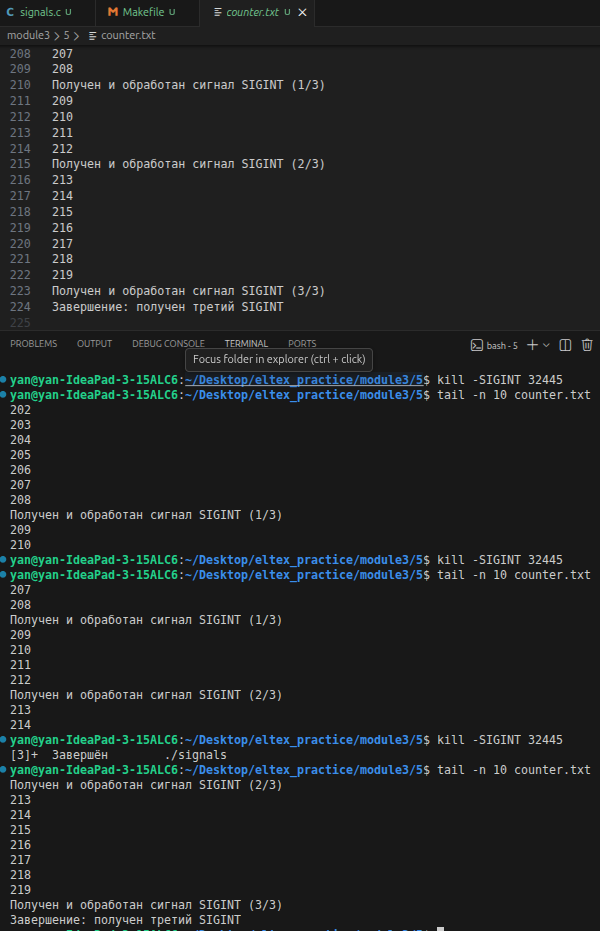 C signals.c U
M Makefile U
counter.txt U
module3 > 5 > counter.txt
208 207
209 208
210 Получен и обработан сигнал SIGINT (1/3)
211 209
212 210
213 211
214 212
215 Получен и обработан сигнал SIGINT (2/3)
216 213
217 214
218 215
219 216
220 217
221 218
222 219
223 Получен и обработан сигнал SIGINT (3/3)
224 Завершение: получен третий SIGINT
225
PROBLEMS OUTPUT DEBUG CONSOLE TERMINAL PORTS bash - 5
Focus folder in explorer (ctrl + click)
yan@yan-IdeaPad-3-15ALC6:~/Desktop/eltex_practice/module3/5$ kill -SIGINT 32445
yan@yan-IdeaPad-3-15ALC6:~/Desktop/eltex_practice/module3/5$ tail -n 10 counter.txt
202
203
204
205
206
207
208
Получен и обработан сигнал SIGINT (1/3)
209
210
yan@yan-IdeaPad-3-15ALC6:~/Desktop/eltex_practice/module3/5$ kill -SIGINT 32445
yan@yan-IdeaPad-3-15ALC6:~/Desktop/eltex_practice/module3/5$ tail -n 10 counter.txt
207
208
Получен и обработан сигнал SIGINT (1/3)
209
210
211
212
Получен и обработан сигнал SIGINT (2/3)
213
214
yan@yan-IdeaPad-3-15ALC6:~/Desktop/eltex_practice/module3/5$ kill -SIGINT 32445
[3]+ Завершён ./signals
yan@yan-IdeaPad-3-15ALC6:~/Desktop/eltex_practice/module3/5$ tail -n 10 counter.txt
Получен и обработан сигнал SIGINT (2/3)
213
214
215
216
217
218
219
Получен и обработан сигнал SIGINT (3/3)
Завершение: получен третий SIGINT